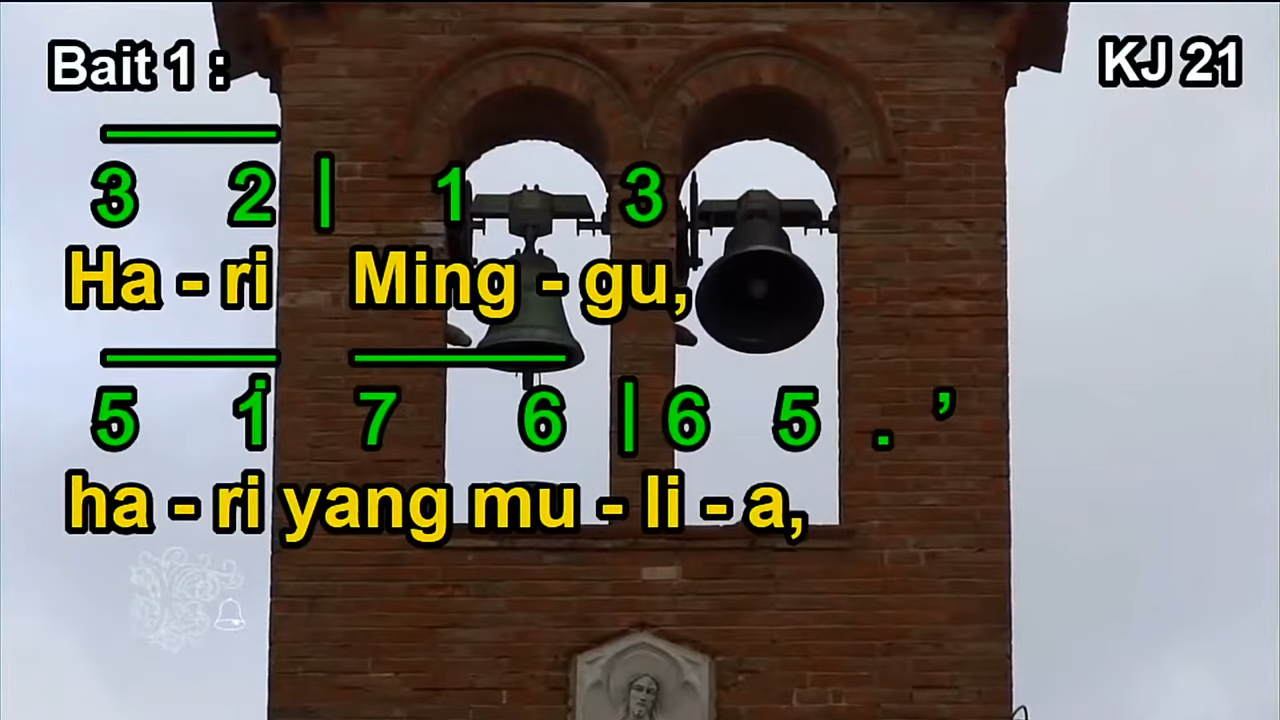 Bait 1 :
KJ 21
3 2 | 1 3
Ha - ri Ming - gu,
5 1̇ 7 6 | 6 5 . ’
ha - ri yang mu - li - a,